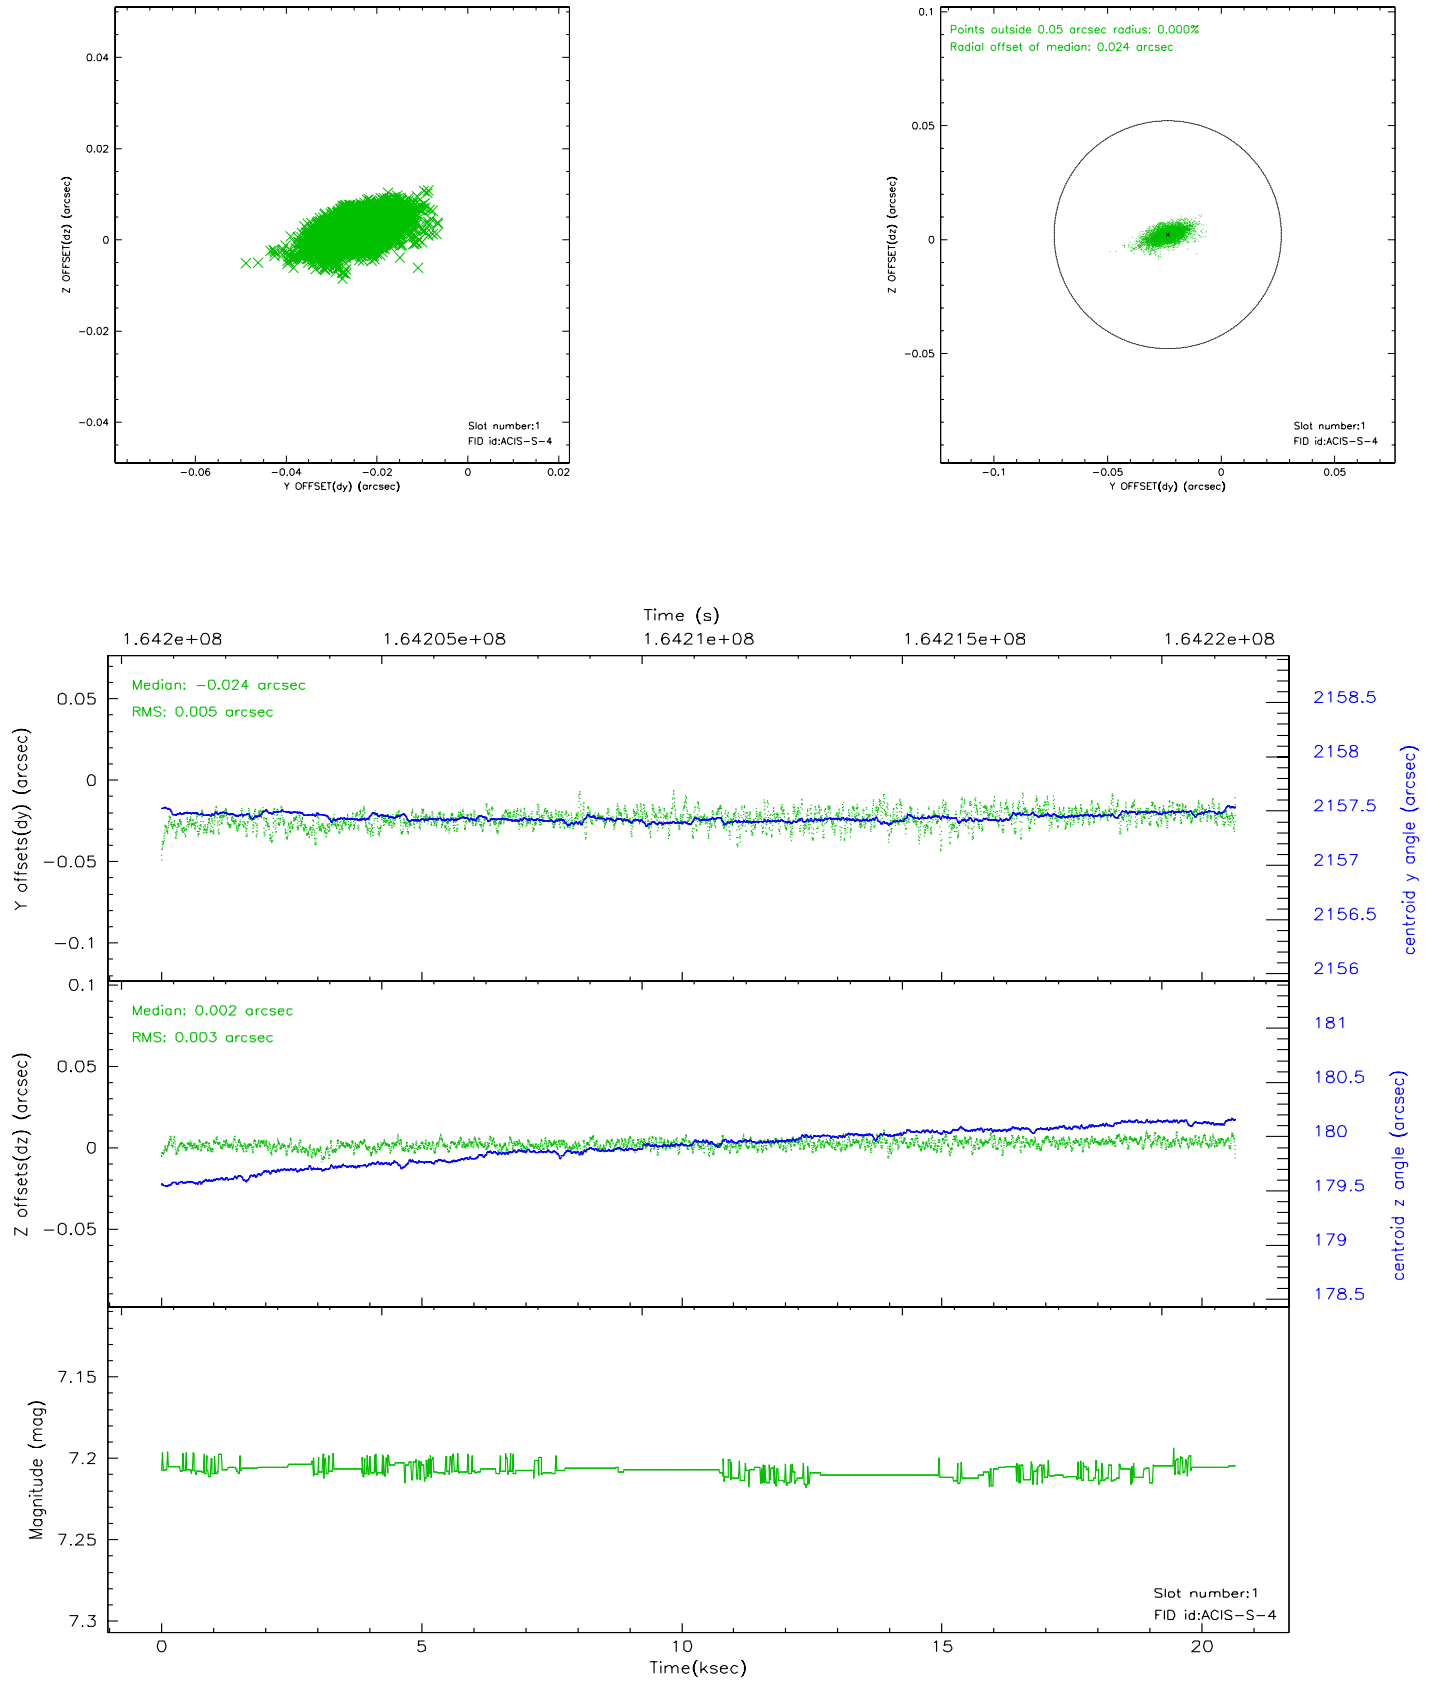 0.04
0.02
0
−0.02
−0.04
Z OFFSET(dz) (arcsec)
Slot number:1
FID id:ACIS−S−4
−0.06
−0.04
−0.02
0
0.02
Y OFFSET(dy) (arcsec)
0.1
0.05
0
−0.05
Z OFFSET(dz) (arcsec)
Points outside 0.05 arcsec radius: 0.000%
Radial offset of median: 0.024 arcsec
Slot number:1
FID id:ACIS−S−4
−0.1
−0.05
0
0.05
Y OFFSET(dy) (arcsec)
Time (s)
1.642e+08
1.64205e+08
1.6421e+08
1.64215e+08
1.6422e+08
Y offsets(dy) (arcsec)
0.05
0
−0.05
−0.1
Median: −0.024 arcsec
RMS: 0.005 arcsec
2158.5
2158
2157.5
2157
2156.5
2156
centroid y angle (arcsec)
Z offsets(dz) (arcsec)
0.1
0.05
0
−0.05
Median: 0.002 arcsec
RMS: 0.003 arcsec
181
180.5
180
179.5
179
178.5
centroid z angle (arcsec)
Magnitude (mag)
7.15
7.2
7.25
7.3
Slot number:1
FID id:ACIS−S−4
0
5
10
15
20
Time(ksec)